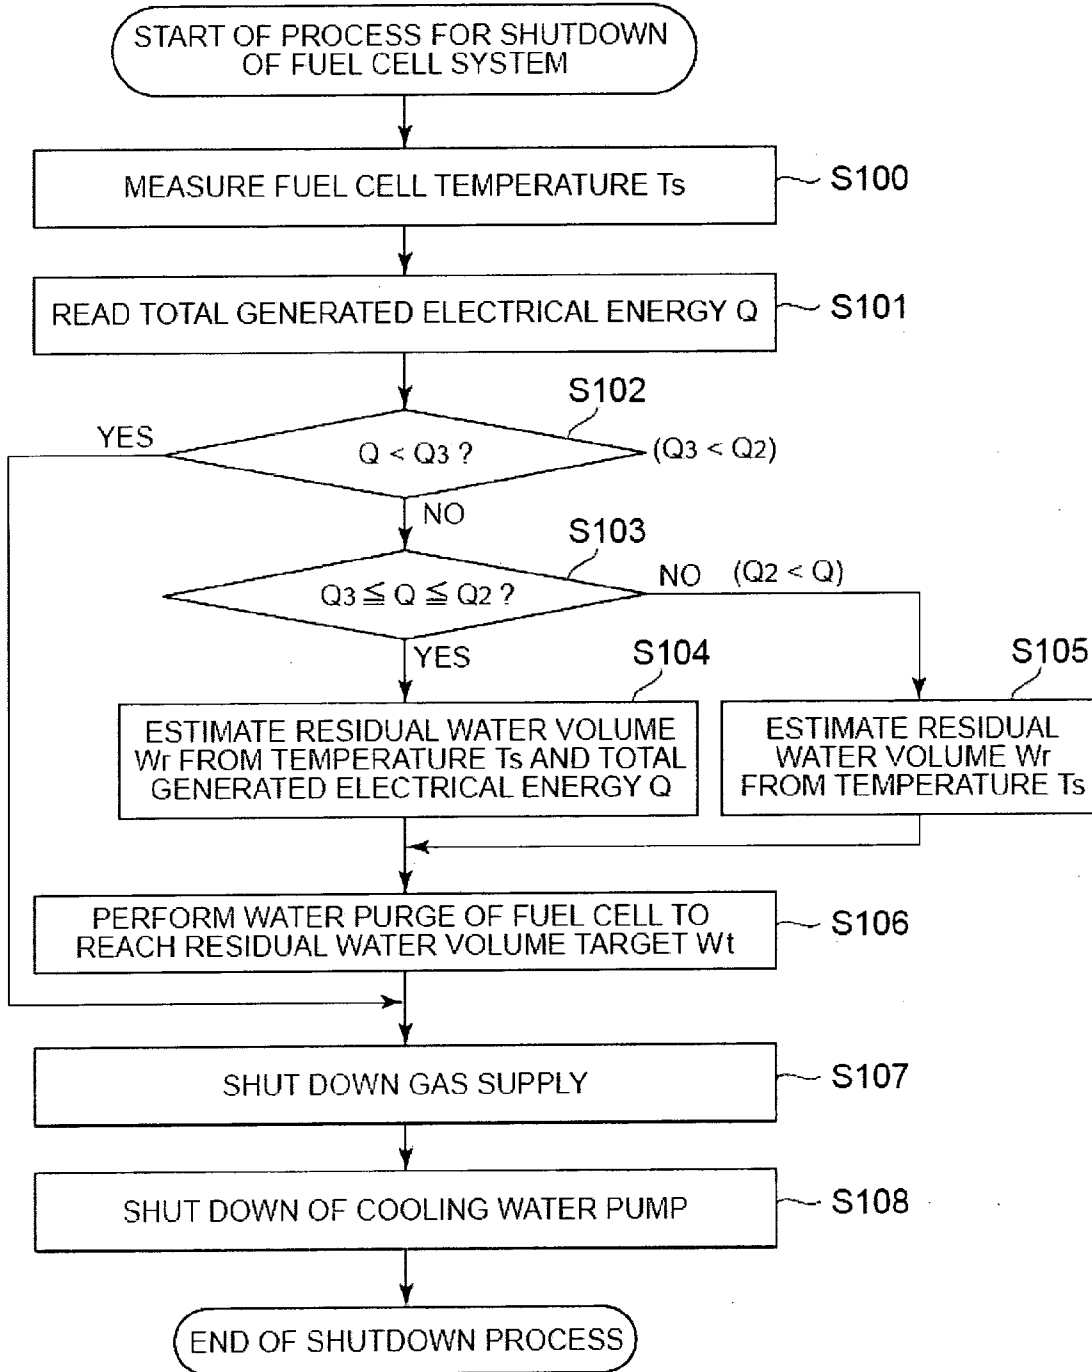 START OF PROCESS FOR SHUTDOWN
OF FUEL CELL SYSTEM
MEASURE FUEL CELL TEMPERATURE Ts
S100
READ TOTAL GENERATED ELECTRICAL ENERGY Q
S101
S102
YES
Q < Q3 ?
(Q3 < Q2)
NO
S103
Q3 ≦ Q ≦ Q2 ?
NO (Q2 < Q)
YES
S104
ESTIMATE RESIDUAL WATER VOLUME
Wr FROM TEMPERATURE Ts AND TOTAL
GENERATED ELECTRICAL ENERGY Q
S105
ESTIMATE RESIDUAL
WATER VOLUME Wr
FROM TEMPERATURE Ts
PERFORM WATER PURGE OF FUEL CELL TO
REACH RESIDUAL WATER VOLUME TARGET Wt
S106
SHUT DOWN GAS SUPPLY
S107
SHUT DOWN OF COOLING WATER PUMP
S108
END OF SHUTDOWN PROCESS